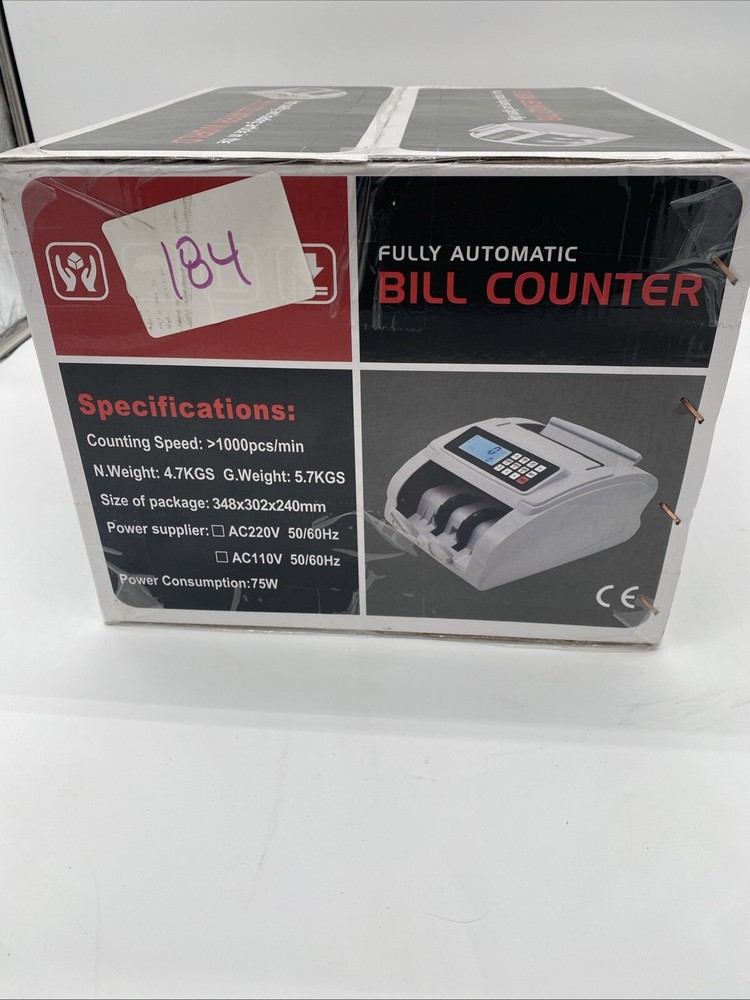 184
FULLY AUTOMATIC
BILL COUNTER
Specifications:
Counting Speed: >1000pcs/min
N.Weight: 4.7KGS G.Weight: 5.7KGS
Size of package: 348x302x240mm
Power supplier: □ AC220V 50/60Hz
□ AC110V 50/60Hz
Power Consumption:75W
CE